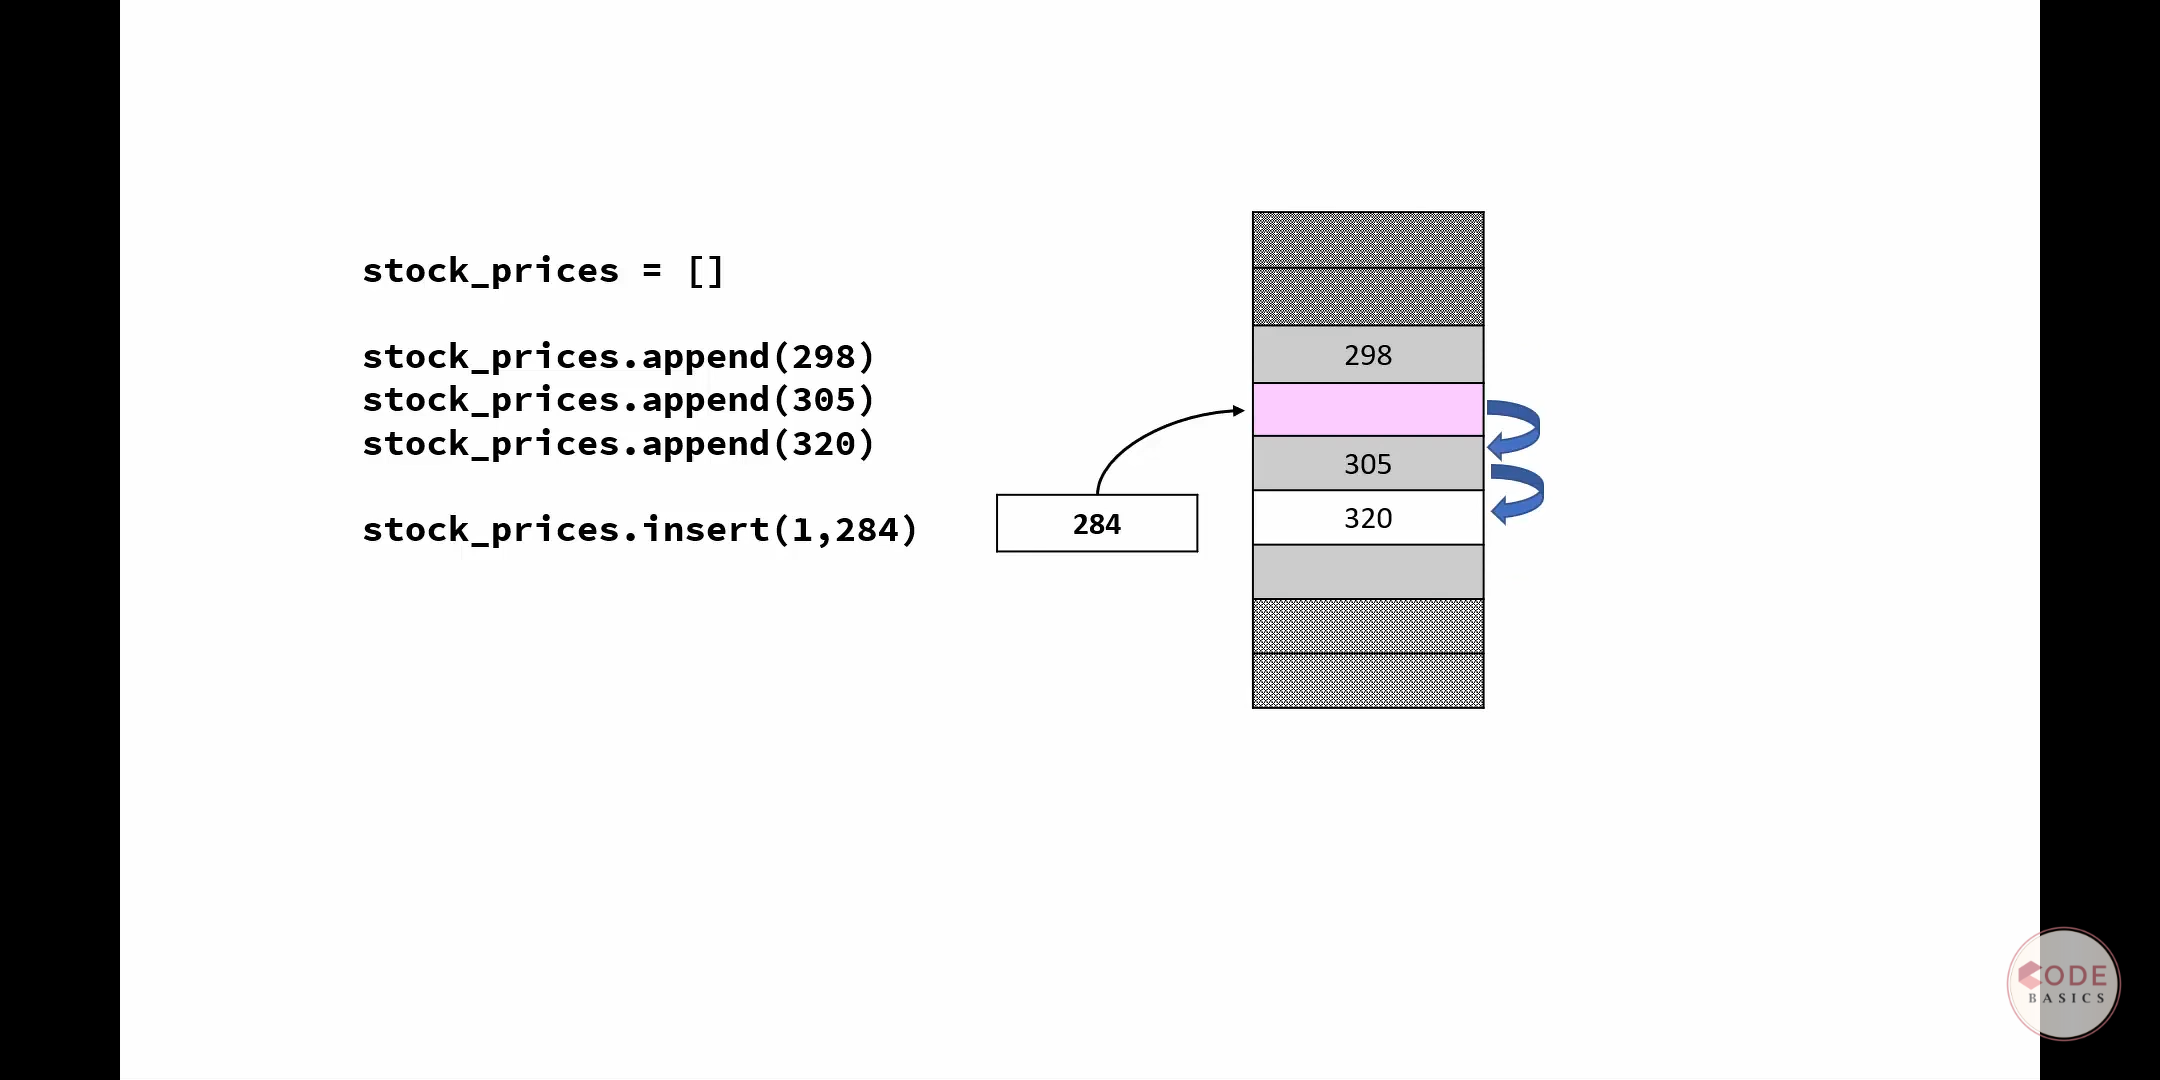 stock_prices = []
stock_prices.append(298)
stock_prices.append(305)
stock_prices.append(320)
stock_prices.insert(1,284)
284
298
305
320
CODE
BASICS